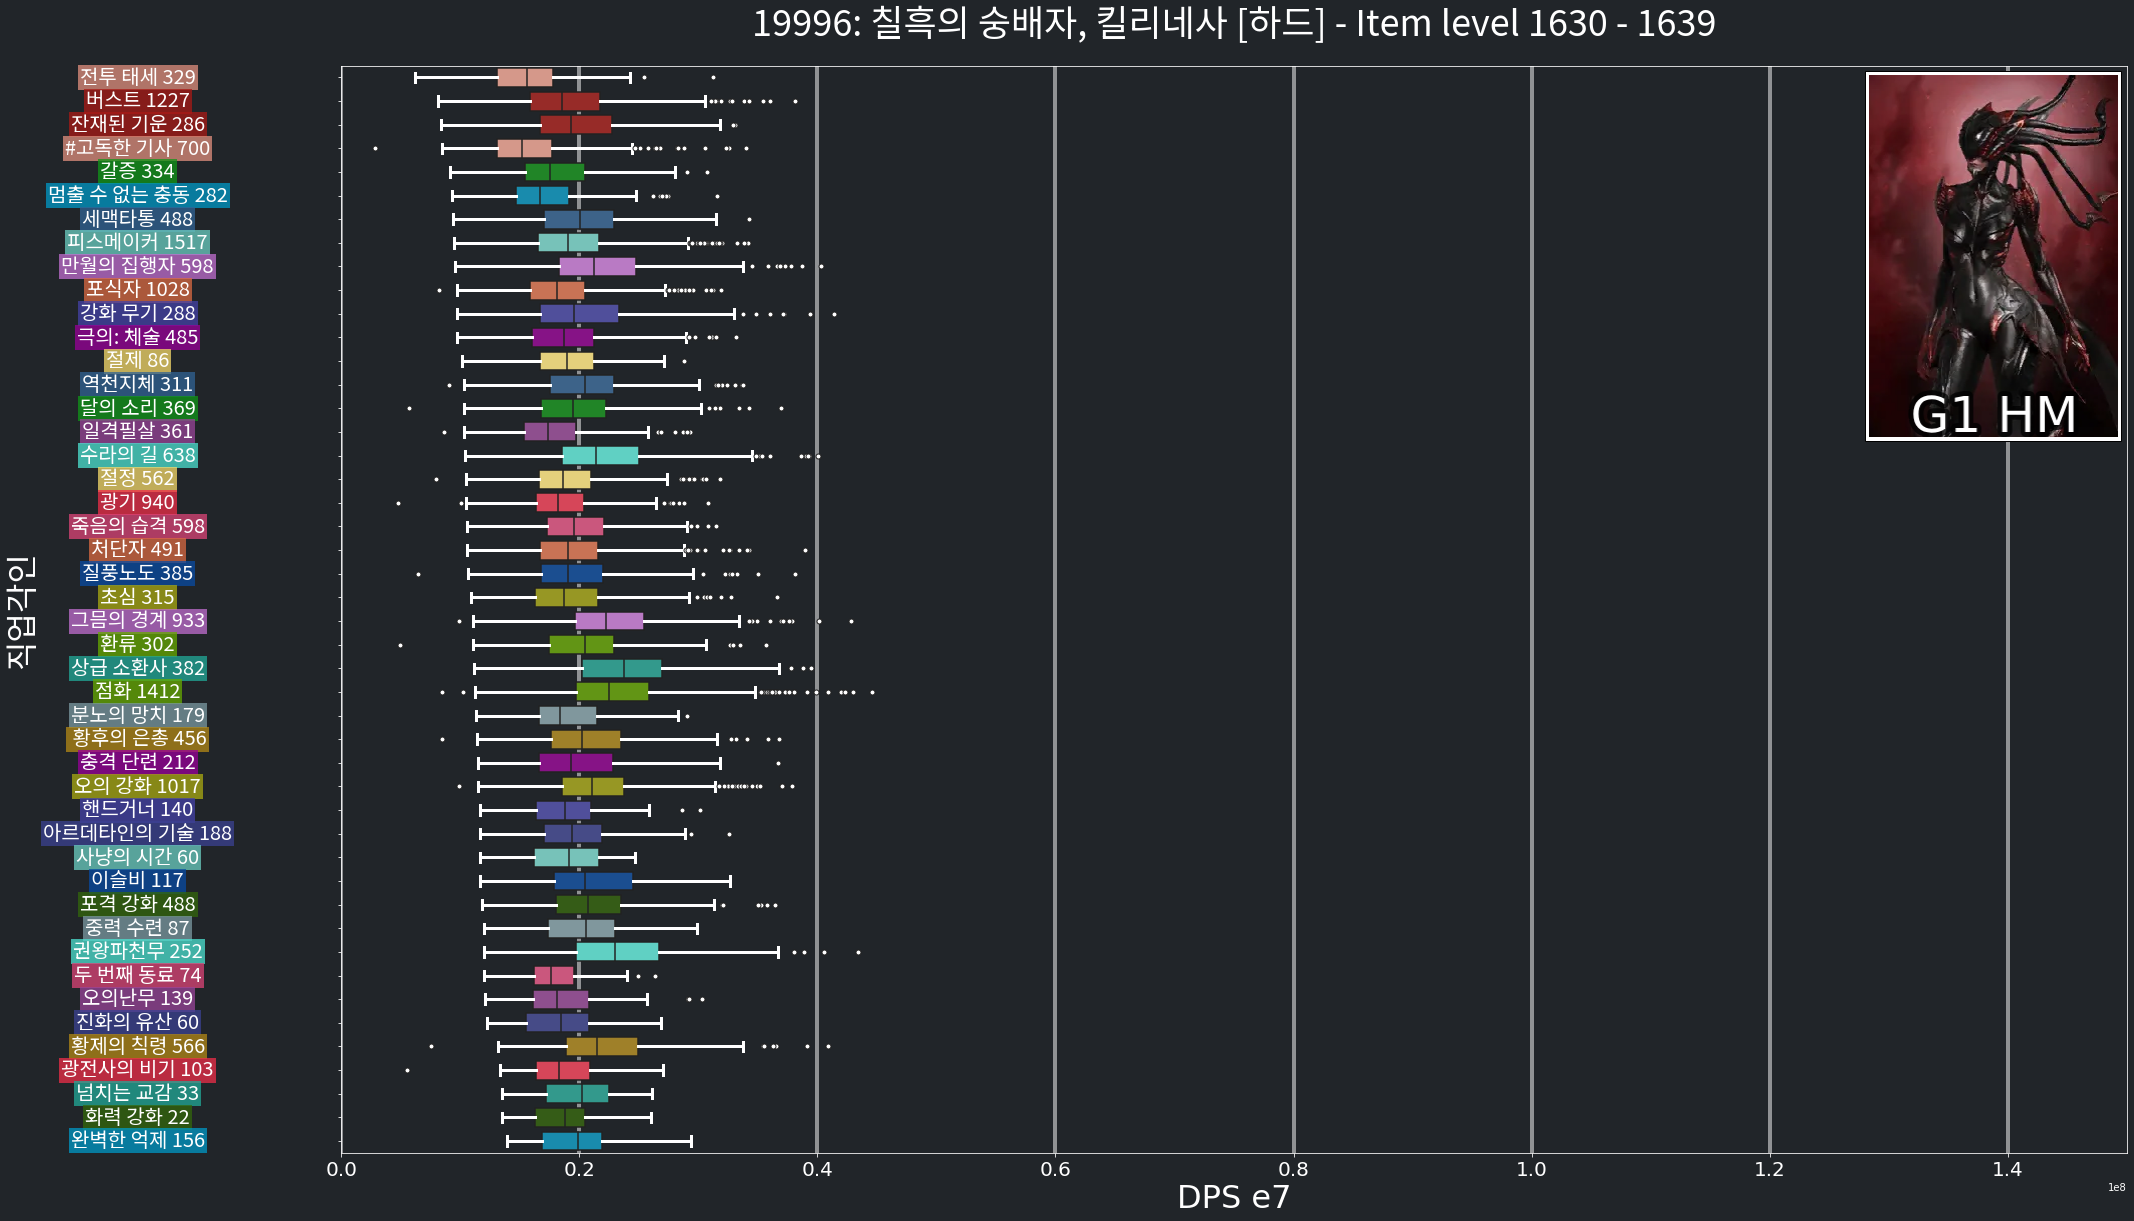 19996: 칠흑의 숭배자, 킬리네사 [하드] - Item level 1630 - 1639
전투 태세 329
버스트 1227
잔재된 기운 286
#고독한 기사 700
갈증 334
멈출 수 없는 충동 282
세맥타통 488
피스메이커 1517
만월의 집행자 598
포식자 1028
강화 무기 288
극의: 체술 485
절제 86
역천지체 311
달의 소리 369
일격필살 361
수라의 길 638
절정 562
광기 940
죽음의 습격 598
처단자 491
질풍노도 385
초심 315
그믐의 경계 933
환류 302
상급 소환사 382
점화 1412
분노의 망치 179
황후의 은총 456
충격 단련 212
오의 강화 1017
핸드거너 140
아르데타인의 기술 188
사냥의 시간 60
이슬비 117
포격 강화 488
중력 수련 87
권왕파천무 252
두 번째 동료 74
오의난무 139
진화의 유산 60
황제의 칙령 566
광전사의 비기 103
넘치는 교감 33
화력 강화 22
완벽한 억제 156
직업각인
G1 HM
0.0 0.2 0.4 0.6 0.8 1.0 1.2 1.4
1e8
DPS e7